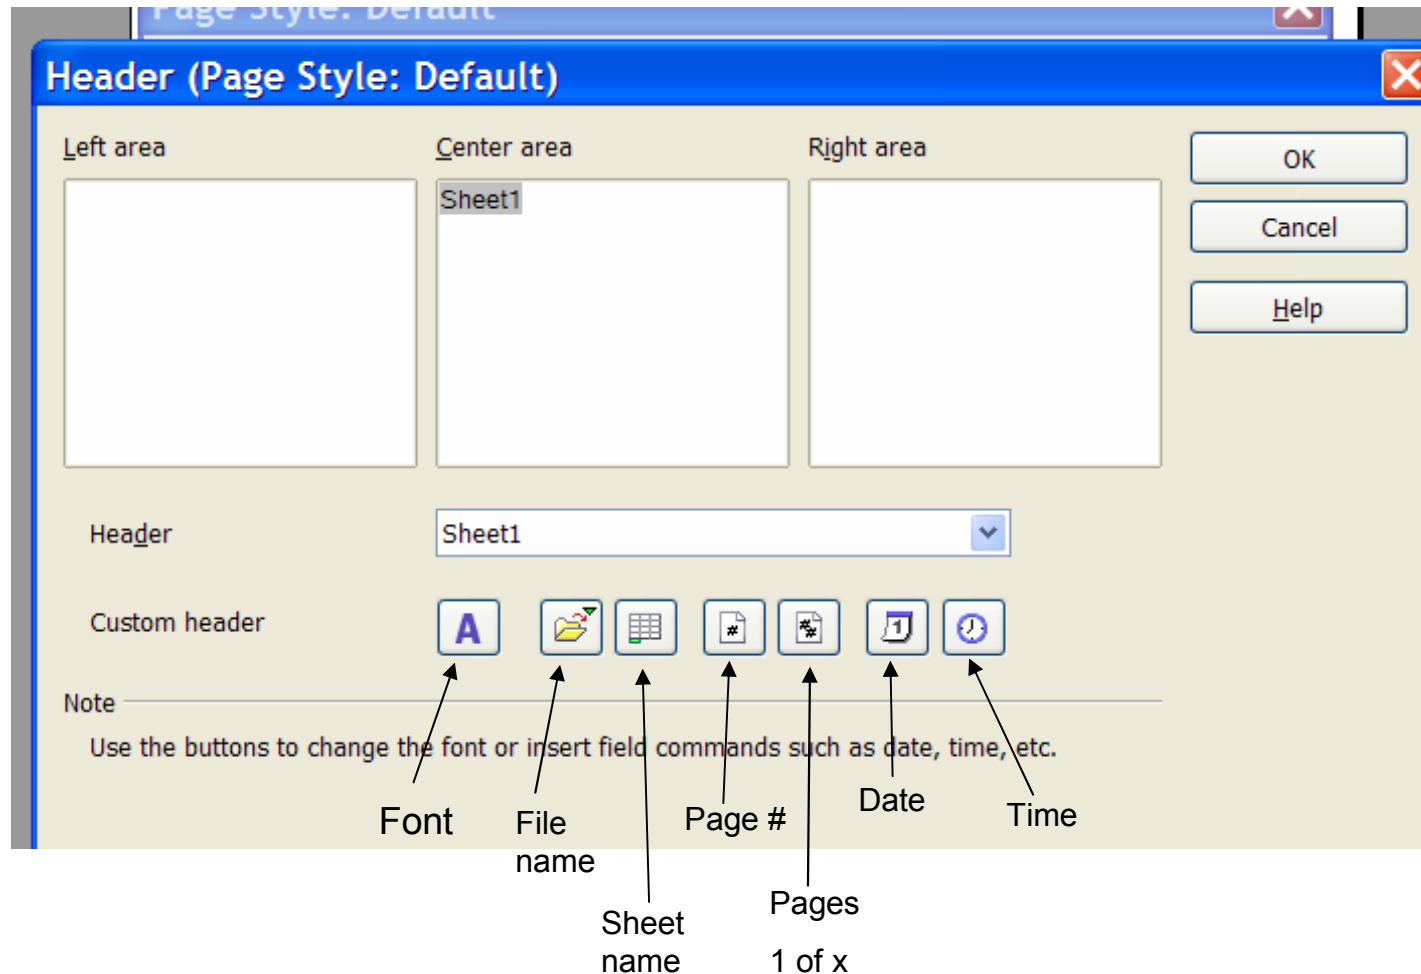 Page Style: Default
Header (Page Style: Default)
Left area
Center area
Right area
OK
Sheet1
Cancel
Help
Header
Sheet1
Custom header
A
#
##
1
Note
Use the buttons to change the font or insert field commands such as date, time, etc.
Font
File
name
Page #
Date
Time
Sheet
name
Pages
1 of x